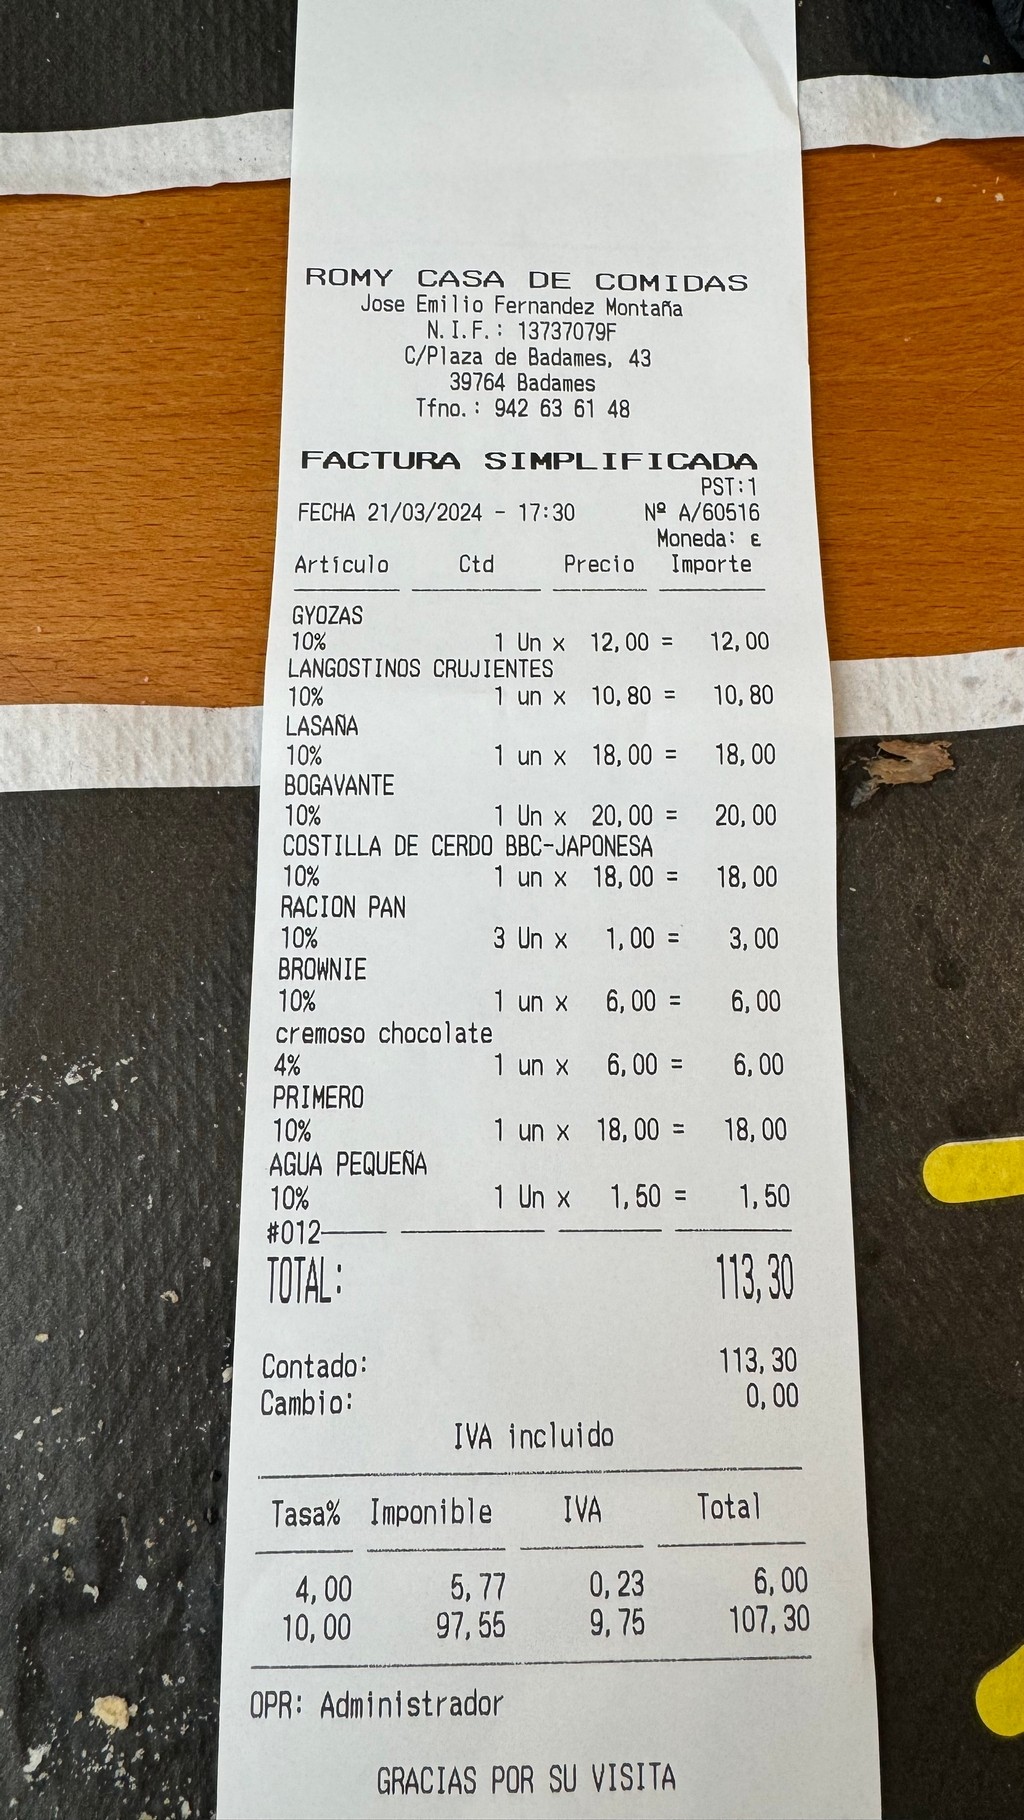 ROMY CASA DE COMIDAS
Jose Emilio Fernandez Montaña
N.I.F.: 13737079F
C/Plaza de Badames, 43
39764 Badames
Tfno.: 942 63 61 48
FACTURA SIMPLIFICADA
PST:1
FECHA 21/03/2024 - 17:30 Nº A/60516
Moneda: €
Artículo Ctd Precio Importe
GYOZAS
10% 1 Un x 12,00 = 12,00
LANGOSTINOS CRUJIENTES
10% 1 un x 10,80 = 10,80
LASAÑA
10% 1 un x 18,00 = 18,00
BOGAVANTE
10% 1 Un x 20,00 = 20,00
COSTILLA DE CERDO BBC-JAPONESA
10% 1 un x 18,00 = 18,00
RACION PAN
10% 3 Un x 1,00 = 3,00
BROWNIE
10% 1 un x 6,00 = 6,00
cremoso chocolate
4% 1 un x 6,00 = 6,00
PRIMERO
10% 1 un x 18,00 = 18,00
AGUA PEQUEÑA
10% 1 Un x 1,50 = 1,50
#012
TOTAL: 113,30
Contado: 113,30
Cambio: 0,00
IVA incluido
Tasa% Imponible IVA Total
4,00 5,77 0,23 6,00
10,00 97,55 9,75 107,30
OPR: Administrador
GRACIAS POR SU VISITA